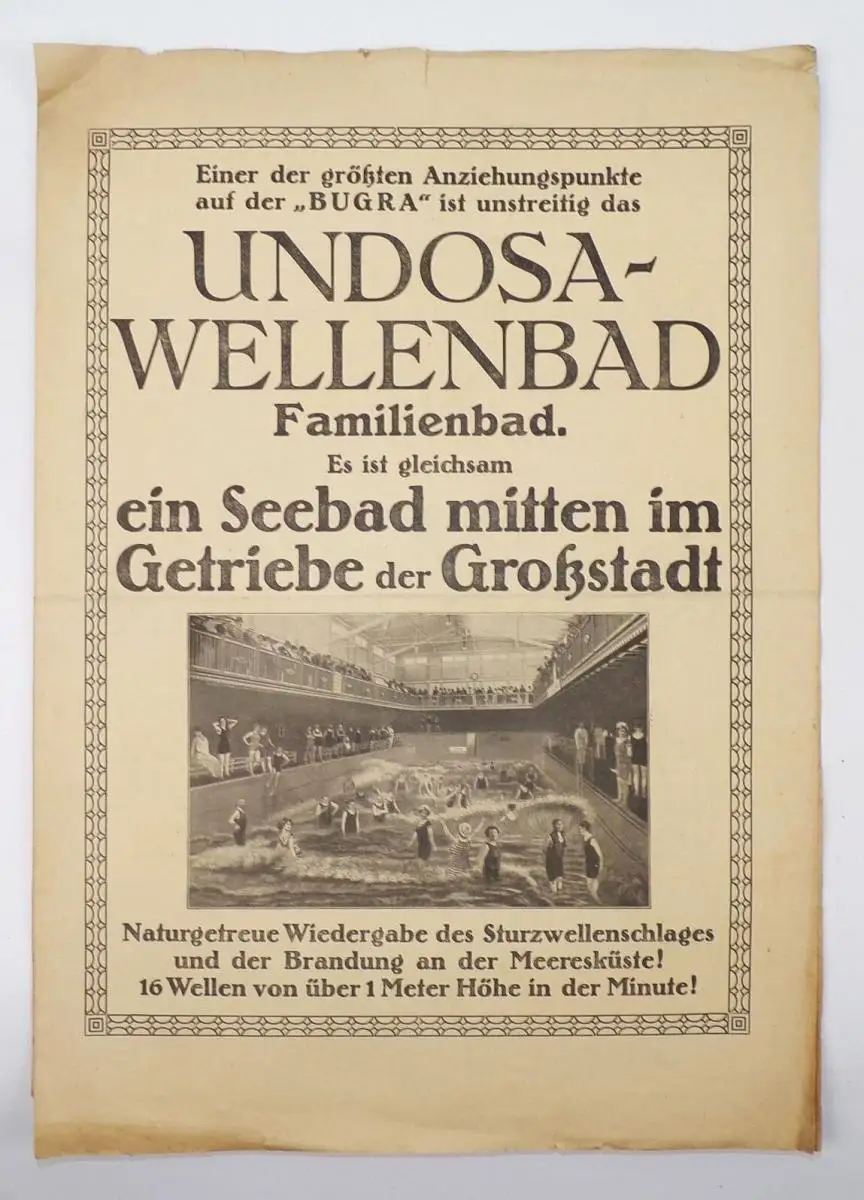 Einer der größten Anziehungspunkte
auf der „BUGRA“ ist unstreitig das
UNDOSA-
WELLENBAD
Familienbad.
Es ist gleichsam
ein Seebad mitten im
Getriebe der Großstadt
Naturgetreue Wiedergabe des Sturzwellenschlages
und der Brandung an der Meeresküste!
16 Wellen von über 1 Meter Höhe in der Minute!